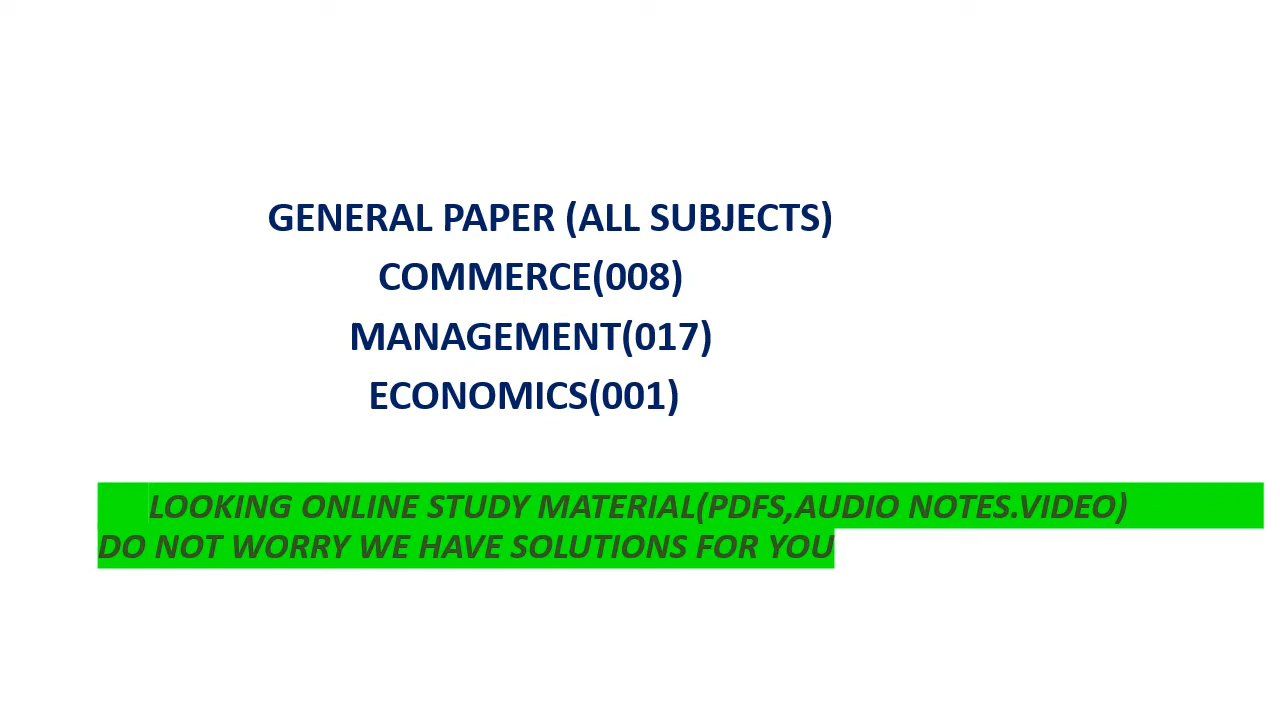 GENERAL PAPER (ALL SUBJECTS)
COMMERCE(008)
MANAGEMENT(017)
ECONOMICS(001)
LOOKING ONLINE STUDY MATERIAL(PDFS,AUDIO NOTES.VIDEO)
DO NOT WORRY WE HAVE SOLUTIONS FOR YOU